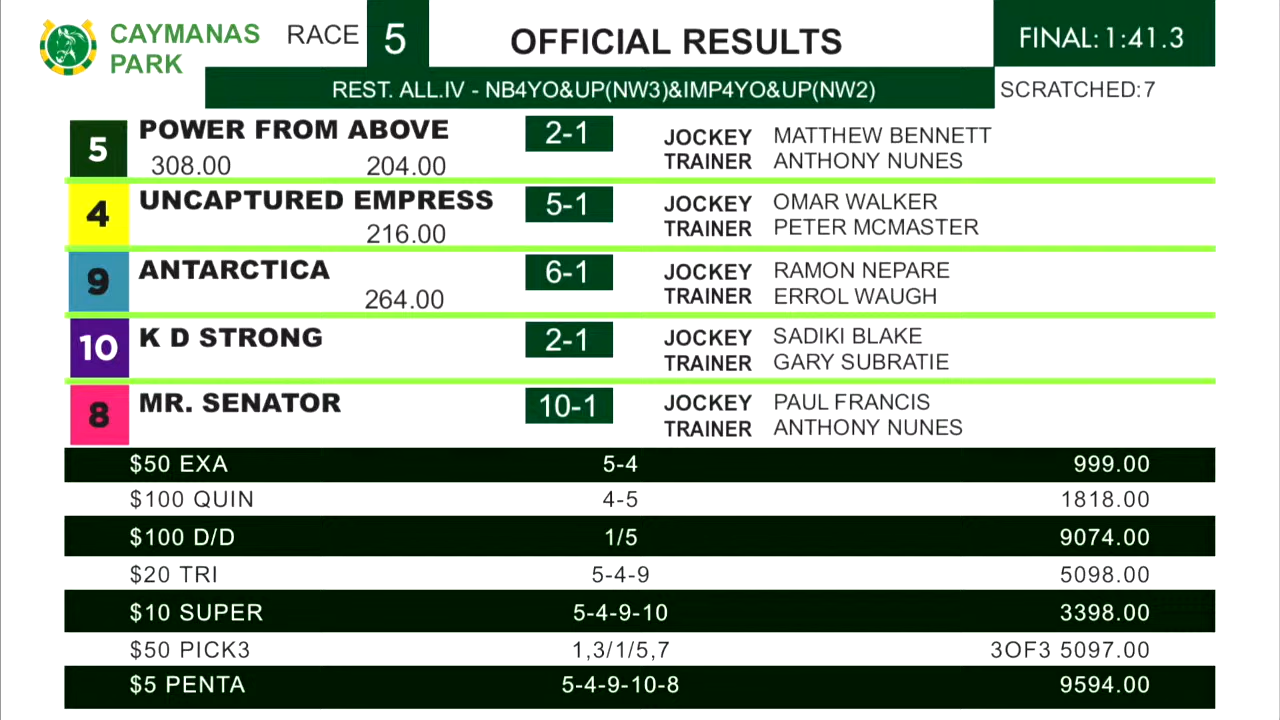 CAYMANAS PARK
RACE 5
OFFICIAL RESULTS
FINAL: 1:41.3
REST. ALL.IV - NB4YO&UP(NW3)&IMP4YO&UP(NW2)
SCRATCHED:7
5 POWER FROM ABOVE 2-1 JOCKEY MATTHEW BENNETT
308.00 204.00 TRAINER ANTHONY NUNES
4 UNCAPTURED EMPRESS 5-1 JOCKEY OMAR WALKER
216.00 TRAINER PETER MCMASTER
9 ANTARCTICA 6-1 JOCKEY RAMON NEPARE
264.00 TRAINER ERROL WAUGH
10 K D STRONG 2-1 JOCKEY SADIKI BLAKE
TRAINER GARY SUBRATIE
8 MR. SENATOR 10-1 JOCKEY PAUL FRANCIS
TRAINER ANTHONY NUNES
$50 EXA 5-4 999.00
$100 QUIN 4-5 1818.00
$100 D/D 1/5 9074.00
$20 TRI 5-4-9 5098.00
$10 SUPER 5-4-9-10 3398.00
$50 PICK3 1,3/1/5,7 3OF3 5097.00
$5 PENTA 5-4-9-10-8 9594.00